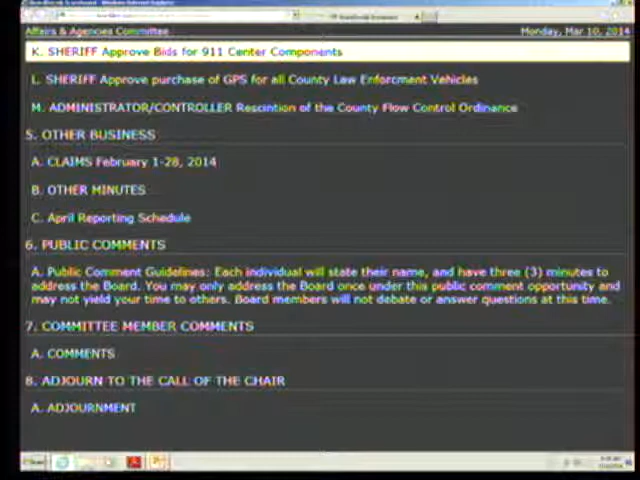 Affairs & Agencies Committee
Monday, Mar 10, 2014
K. SHERIFF Approve Bids for 911 Center Components
L. SHERIFF Approve purchase of GPS for all County Law Enforcment Vehicles
M. ADMINISTRATOR/CONTROLLER Rescintion of the County Flow Control Ordinance
5. OTHER BUSINESS
A. CLAIMS February 1-28, 2014
B. OTHER MINUTES
C. April Reporting Schedule
6. PUBLIC COMMENTS
A. Public Comment Guidelines: Each individual will state their name, and have three (3) minutes to
address the Board. You may only address the Board once under this public comment opportunity and
may not yield your time to others. Board members will not debate or answer questions at this time.
7. COMMITTEE MEMBER COMMENTS
A. COMMENTS
8. ADJOURN TO THE CALL OF THE CHAIR
A. ADJOURNMENT